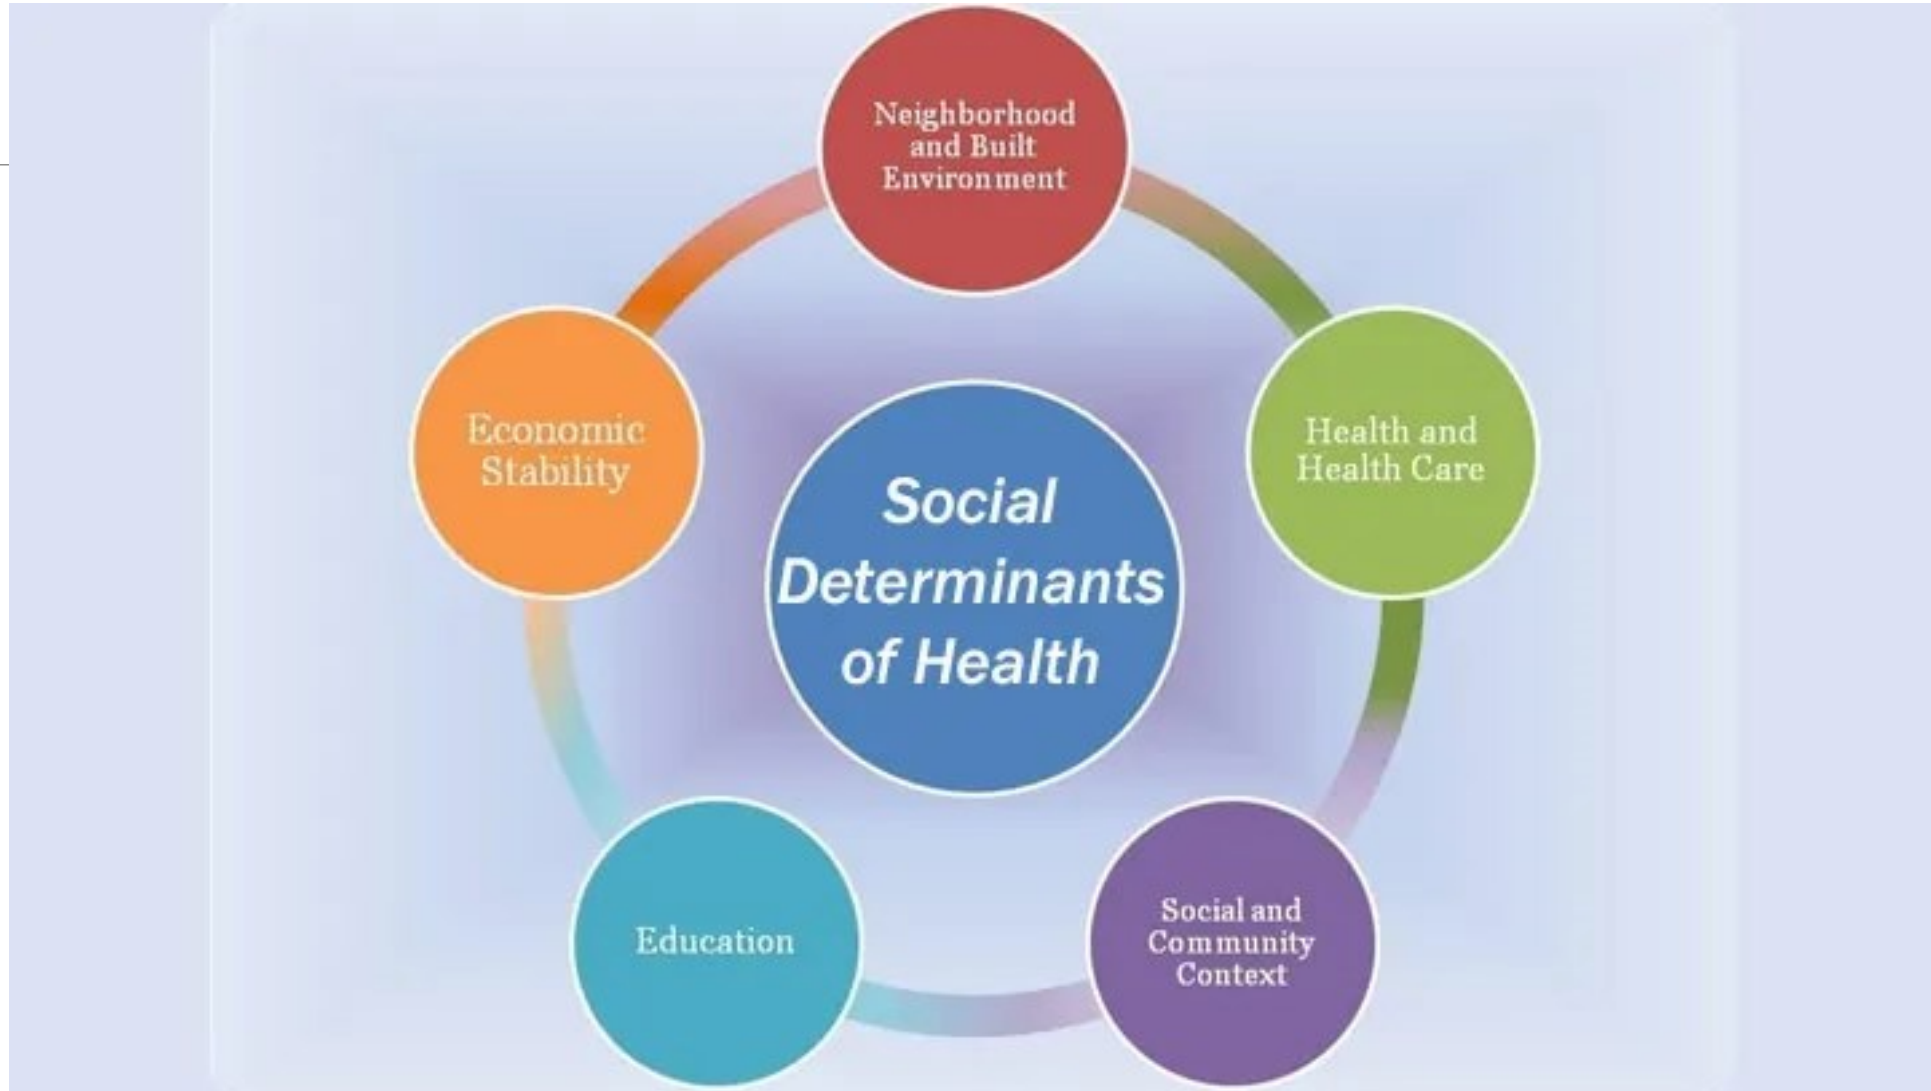 Neighborhood
and Built
Environment
Economic
Stability
Health and
Health Care
Social
Determinants
of Health
Education
Social and
Community
Context